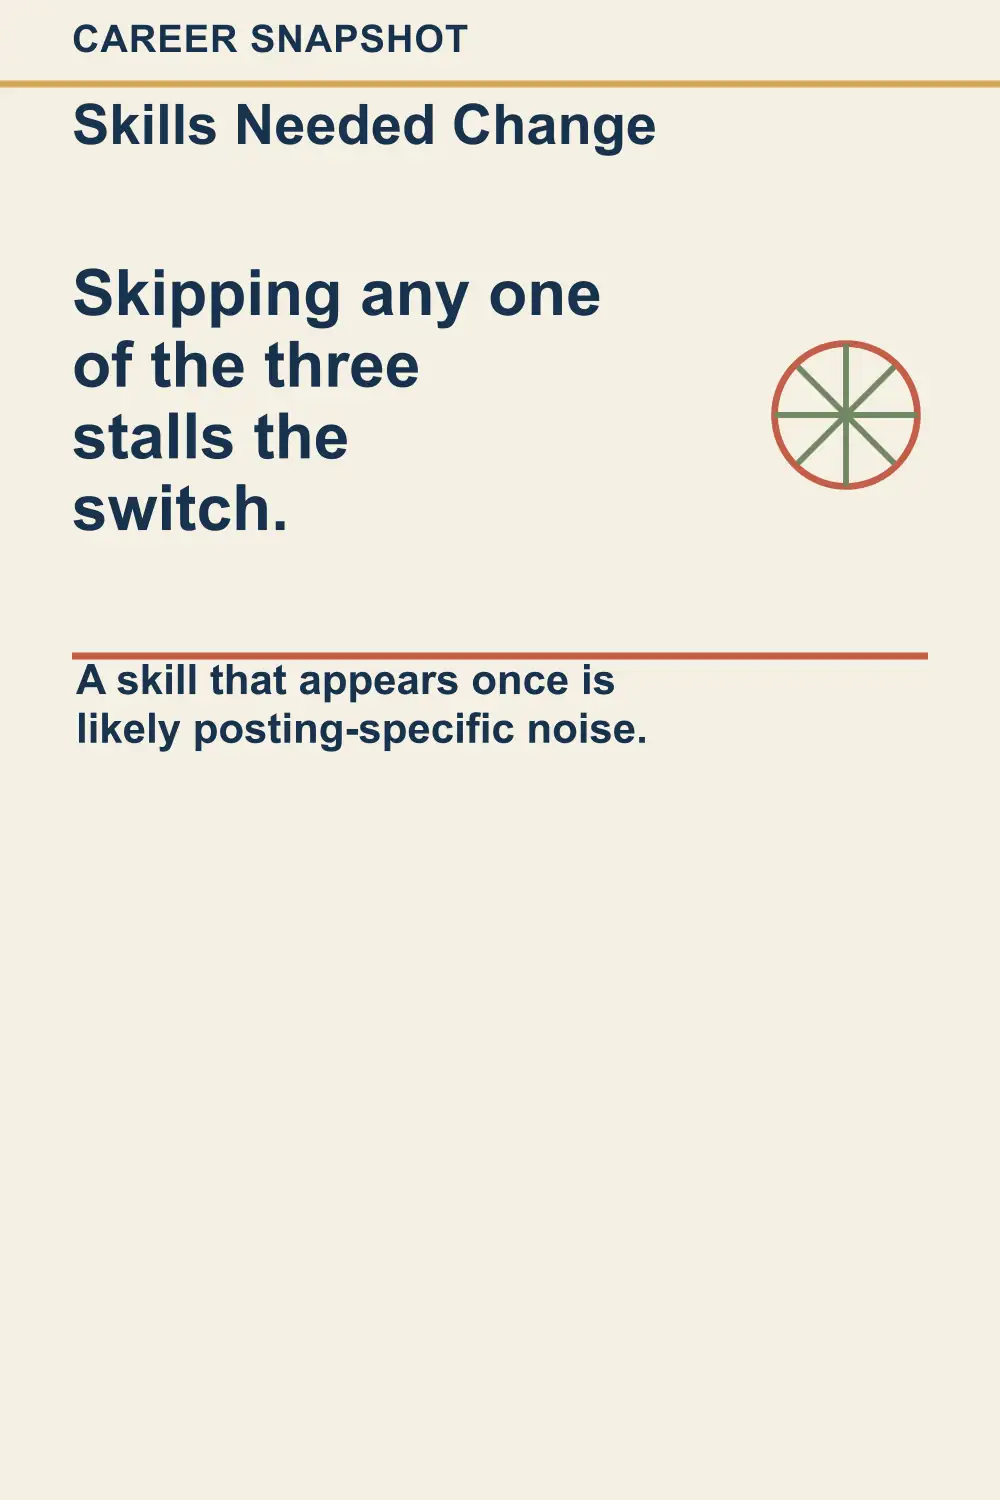 CAREER SNAPSHOT
Skills Needed Change
Skipping any one
of the three
stalls the
switch.
A skill that appears once is
likely posting-specific noise.